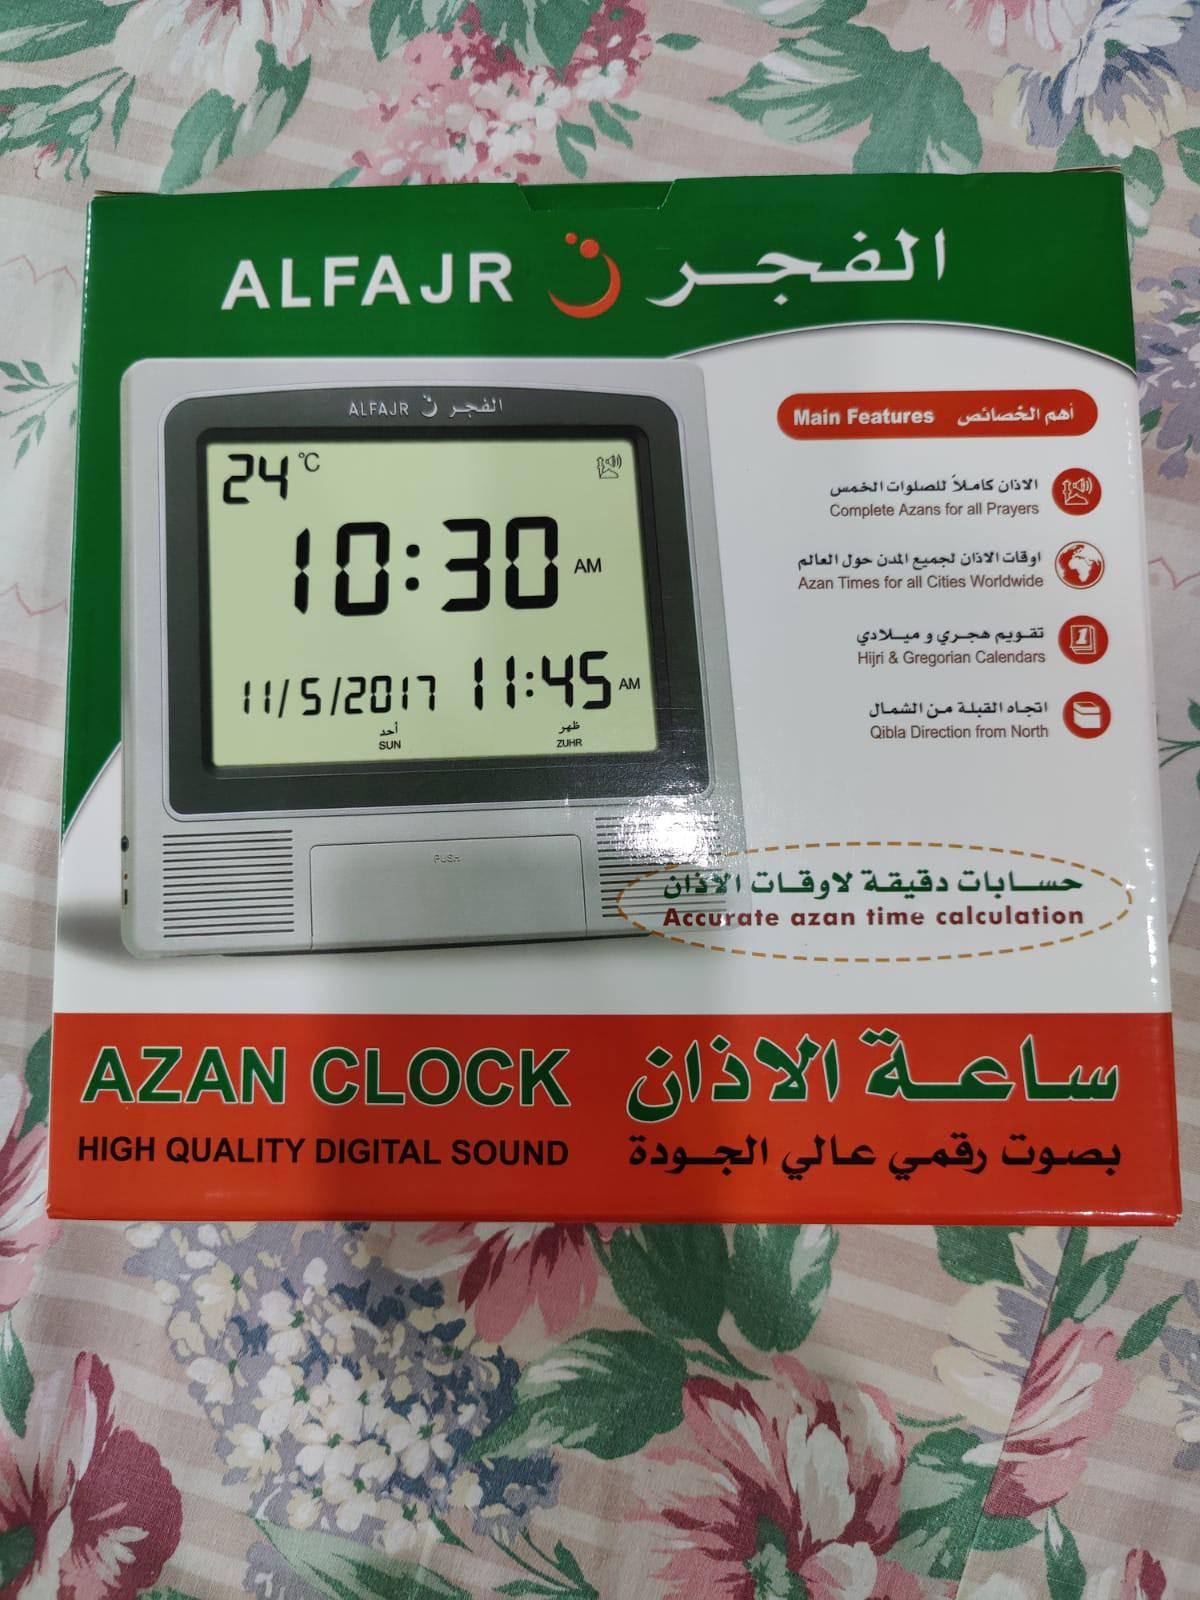 ALFAJR الفجر
ALFAJR الفجر
24 °C
10:30 AM
11/5/2017 11:45 AM
أحد ظهر
SUN ZUHR
PUSH
Main Features أهم الخصائص
الاذان كاملاً للصلوات الخمس
Complete Azans for all Prayers
اوقات الاذان لجميع المدن حول العالم
Azan Times for all Cities Worldwide
1
تقويم هجري و ميلادي
Hijri & Gregorian Calendars
اتجاه القبلة من الشمال
Qibla Direction from North
حسابات دقيقة لاوقات الاذان
Accurate azan time calculation
AZAN CLOCK ساعة الاذان
HIGH QUALITY DIGITAL SOUND بصوت رقمي عالي الجودة